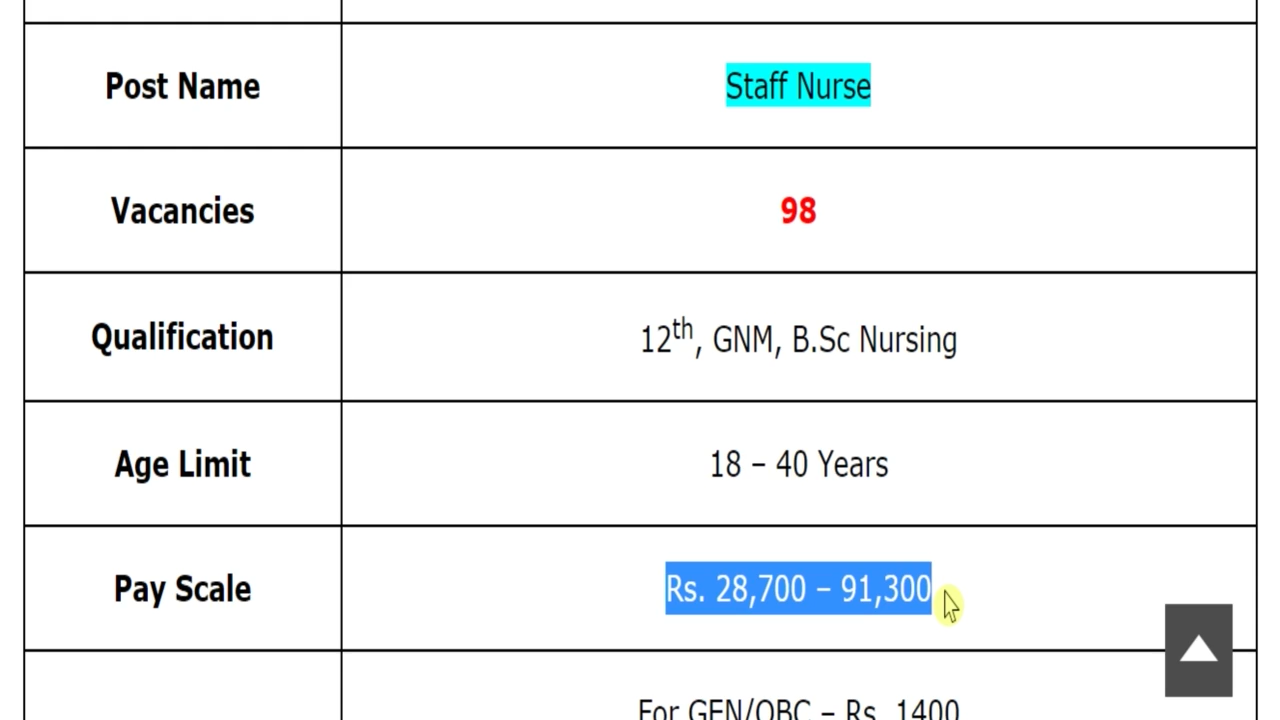 Post Name Staff Nurse
Vacancies 98
Qualification 12th, GNM, B.Sc Nursing
Age Limit 18 – 40 Years
Pay Scale Rs. 28,700 – 91,300
For GEN/OBC – Rs. 1400